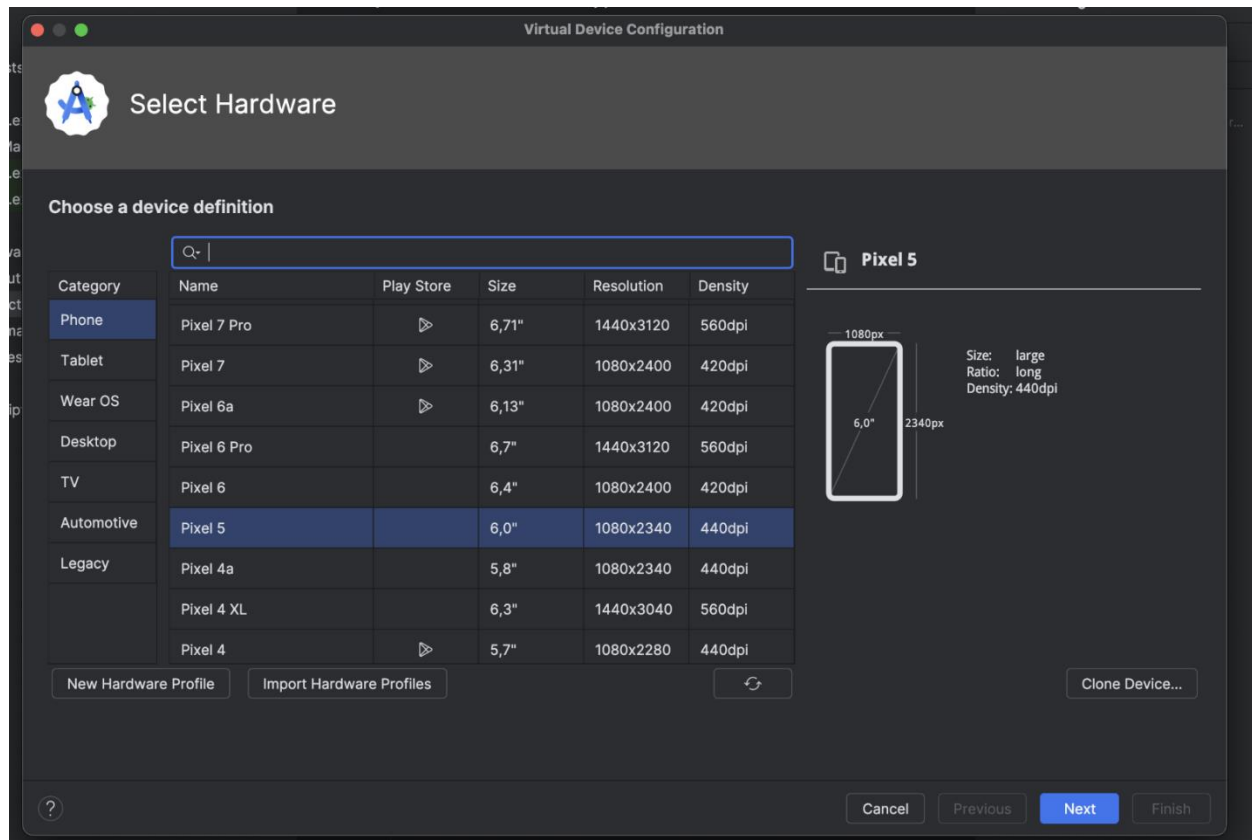 Virtual Device Configuration
Select Hardware
Choose a device definition
Category
Phone
Tablet
Wear OS
Desktop
TV
Automotive
Legacy
Name Play Store Size Resolution Density
Pixel 7 Pro 6,71" 1440x3120 560dpi
Pixel 7 6,31" 1080x2400 420dpi
Pixel 6a 6,13" 1080x2400 420dpi
Pixel 6 Pro 6,7" 1440x3120 560dpi
Pixel 6 6,4" 1080x2400 420dpi
Pixel 5 6,0" 1080x2340 440dpi
Pixel 4a 5,8" 1080x2340 440dpi
Pixel 4 XL 6,3" 1440x3040 560dpi
Pixel 4 5,7" 1080x2280 440dpi
Pixel 5
1080px
6,0" 2340px
Size: large
Ratio: long
Density: 440dpi
New Hardware Profile Import Hardware Profiles Clone Device...
? Cancel Previous Next Finish